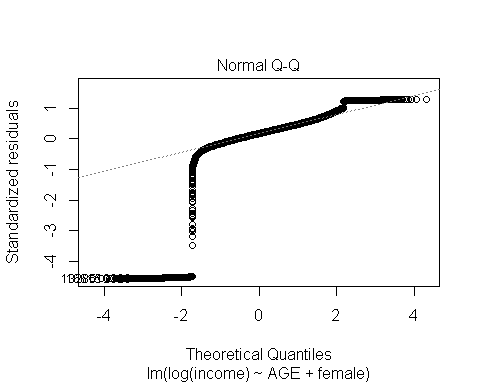 Normal Q-Q
Standardized residuals
1
0
-1
-2
-3
-4
-4
-2
0
2
4
Theoretical Quantiles
lm(log(income) ~ AGE + female)